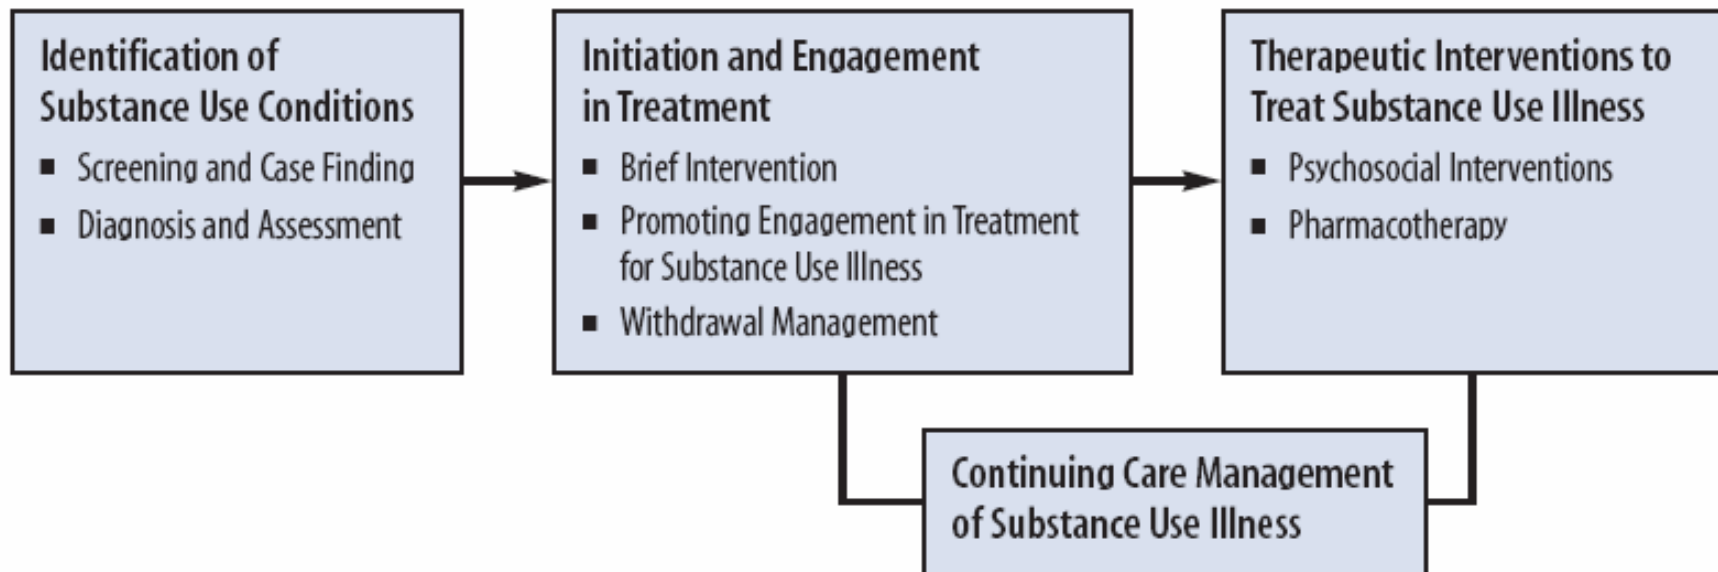 Identification of
Substance Use Conditions
■ Screening and Case Finding
■ Diagnosis and Assessment
Initiation and Engagement
in Treatment
■ Brief Intervention
■ Promoting Engagement in Treatment
for Substance Use Illness
■ Withdrawal Management
Therapeutic Interventions to
Treat Substance Use Illness
■ Psychosocial Interventions
■ Pharmacotherapy
Continuing Care Management
of Substance Use Illness